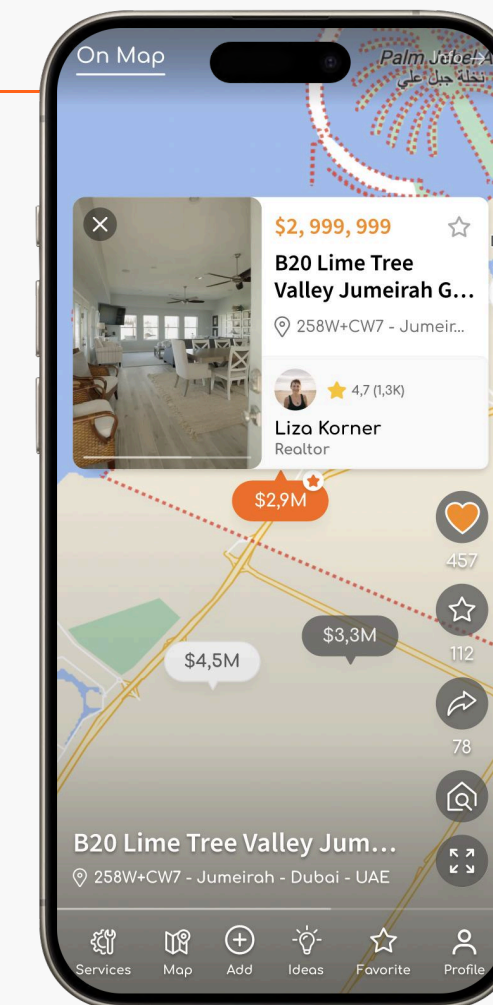 On Map
Palm Jebel A
نخلة جبل علي
$2, 999, 999
B20 Lime Tree
Valley Jumeirah G...
258W+CW7 - Jumeir...
4,7 (1,3K)
Liza Korner
Realtor
$2,9M
457
$3,3M
112
$4,5M
78
B20 Lime Tree Valley Jum...
258W+CW7 - Jumeirah - Dubai - UAE
Services
Map
Add
Ideas
Favorite
Profile